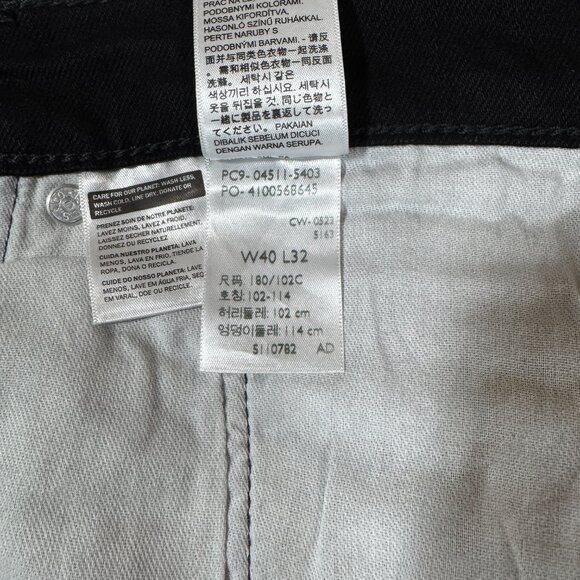 PRAC NA LEVEJ STRANE S
PODOBNÝMI KOLORAMI.
MOSSA KIFORDÍTVA,
HASONLÓ SZÍNŰ RUHÁKKAL.
PERTE NARUBY S
PODOBNÝMI BARVAMI. - 请反
面并与同类色衣物一起洗涤
。需和相似色衣物一同反面
洗滌。 세탁시 같은
색상끼리 하십시요. 세탁시
옷을 뒤집을 것. 同じ色物と
一緒に製品を裏返して洗っ
てください。 PAKAIAN
DIBALIK SEBELUM DICUCI
DENGAN WARNA SERUPA.
PC9- 04511-5403
PO- 4100568645
CW- 0523
5163
W40 L32
尺码: 180/102C
호칭: 102-114
허리둘레: 102 cm
엉덩이둘레: 114 cm
5110782 AD
CARE FOR OUR PLANET: WASH LESS,
WASH COLD, LINE DRY, DONATE OR
RECYCLE
PRENEZ SOIN DE NOTRE PLANÈTE:
LAVEZ MOINS, LAVEZ À FROID,
LAISSEZ SÉCHER NATURELLEMENT,
DONNEZ OU RECYCLEZ
CUIDA NUESTRO PLANETA: LAVA
MENOS, LAVA EN FRÍO, TIENDE LA
ROPA, DONA O RECICLA.
CUIDE DO NOSSO PLANETA: LAVE
MENOS, LAVE EM ÁGUA FRIA, SEQUE
EM VARAL, DOE OU RECICLE.